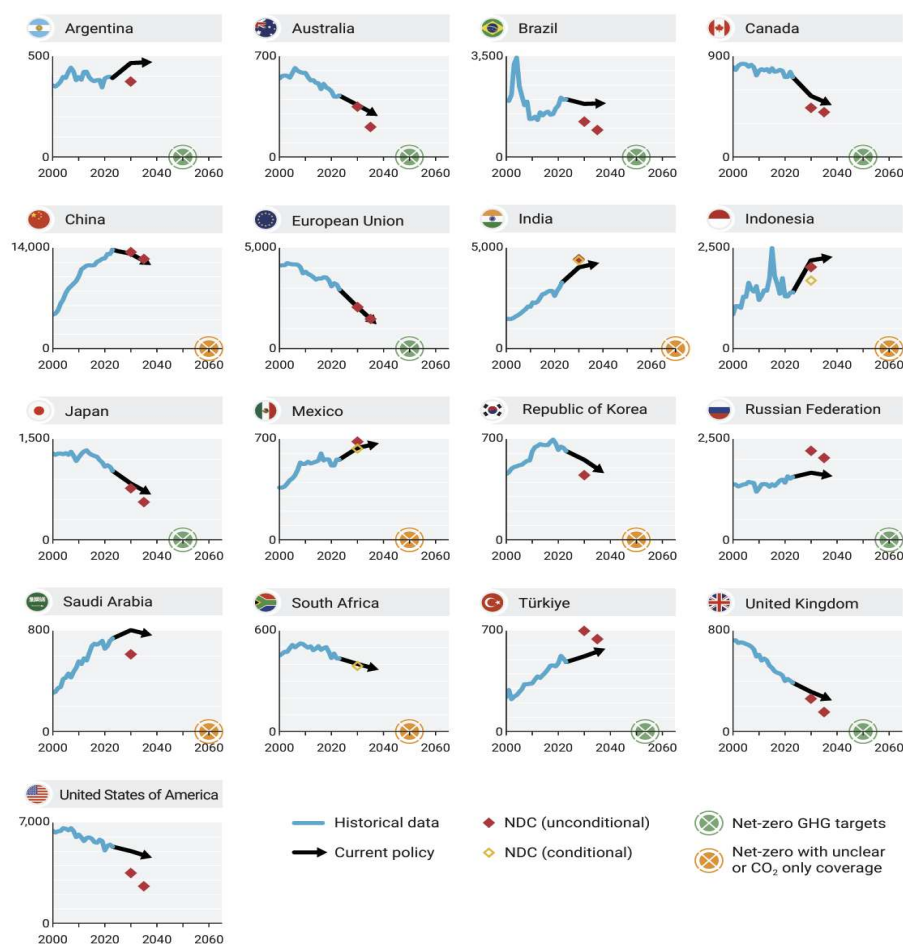 Argentina
500
0
2000 2020 2040 2060
Australia
700
0
2000 2020 2040 2060
Brazil
3,500
0
2000 2020 2040 2060
Canada
900
0
2000 2020 2040 2060
China
14,000
0
2000 2020 2040 2060
European Union
5,000
0
2000 2020 2040 2060
India
5,000
0
2000 2020 2040 2060
Indonesia
2,500
0
2000 2020 2040 2060
Japan
1,500
0
2000 2020 2040 2060
Mexico
700
0
2000 2020 2040 2060
Republic of Korea
700
0
2000 2020 2040 2060
Russian Federation
2,500
0
2000 2020 2040 2060
Saudi Arabia
800
0
2000 2020 2040 2060
South Africa
600
0
2000 2020 2040 2060
Türkiye
700
0
2000 2020 2040 2060
United Kingdom
800
0
2000 2020 2040 2060
United States of America
7,000
0
2000 2020 2040 2060
Historical data
Current policy
NDC (unconditional)
NDC (conditional)
Net-zero GHG targets
Net-zero with unclear
or CO₂ only coverage